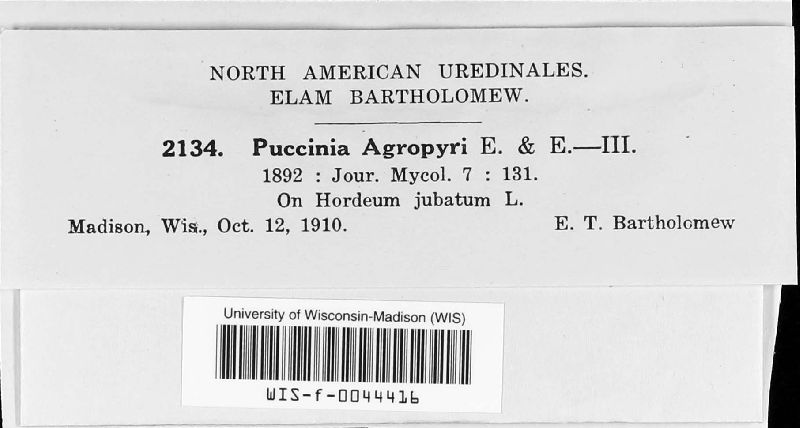 NORTH AMERICAN UREDINALES.
ELAM BARTHOLOMEW.
2134. Puccinia Agropyri E. & E.—III.
1892 : Jour. Mycol. 7 : 131.
On Hordeum jubatum L.
Madison, Wis., Oct. 12, 1910. E. T. Bartholomew
University of Wisconsin-Madison (WIS)
WIS-f-0044416